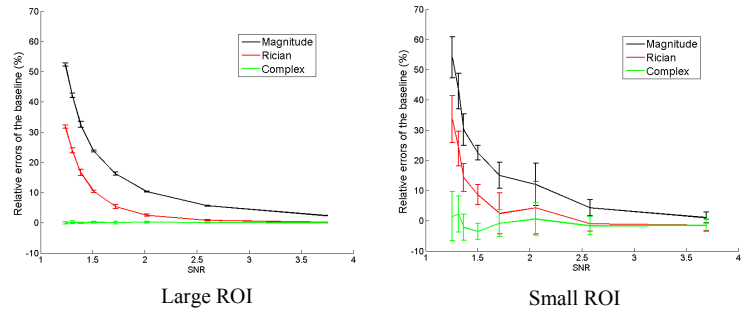 70
60
50
40
30
20
10
0
-10
Relative errors of the baseline (%)
1
1.5
2
2.5
3
3.5
4
SNR
Magnitude
Rician
Complex
Large ROI
70
60
50
40
30
20
10
0
-10
Relative errors of the baseline (%)
1
1.5
2
2.5
3
3.5
4
SNR
Magnitude
Rician
Complex
Small ROI